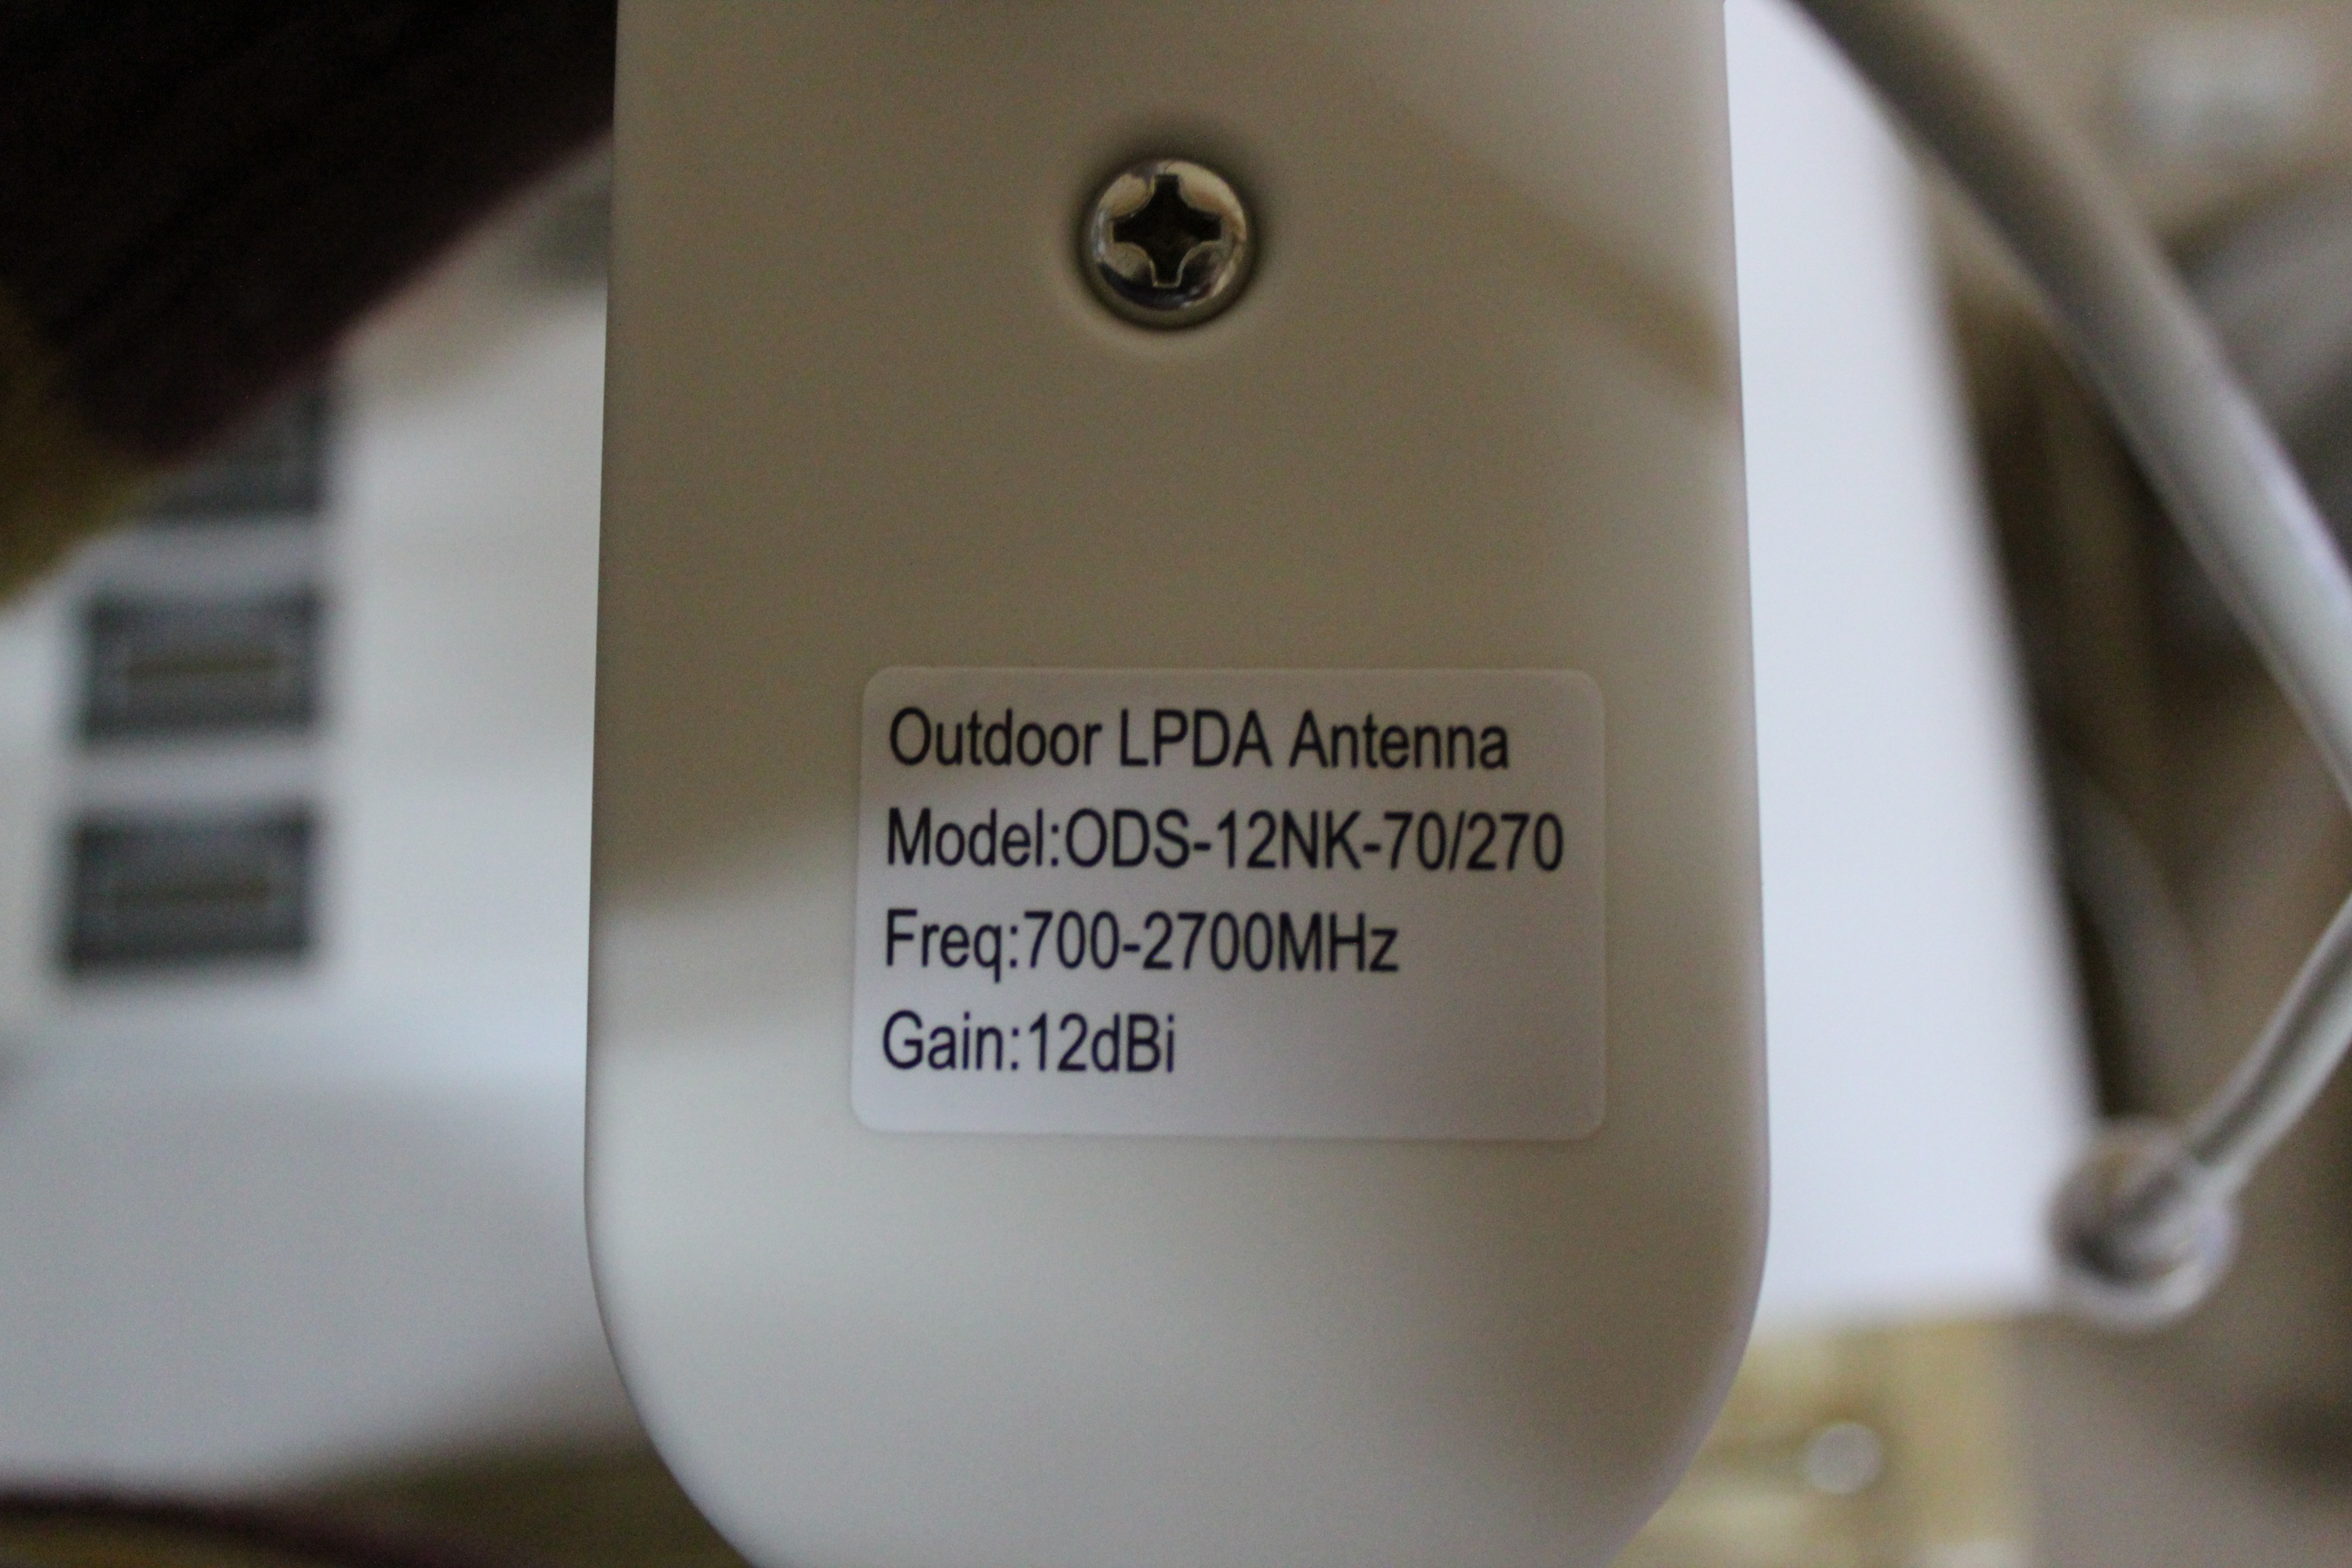 Outdoor LPDA Antenna
Model:ODS-12NK-70/270
Freq:700-2700MHz
Gain:12dBi